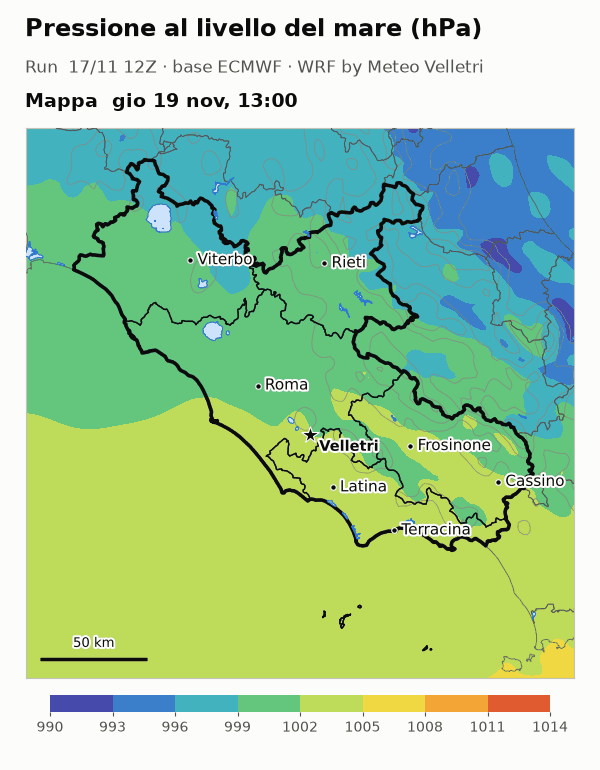 Pressione al livello del mare (hPa)
Run  17/11 12Z · base ECMWF · WRF by Meteo Velletri
Mappa  gio 19 nov, 13:00
Viterbo
Rieti
Roma
Velletri
Frosinone
Cassino
Latina
Terracina
50 km
990 993 996 999 1002 1005 1008 1011 1014